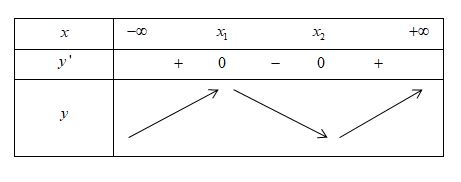 x −∞ x₁ x₂ +∞
y' + 0 − 0 +
y